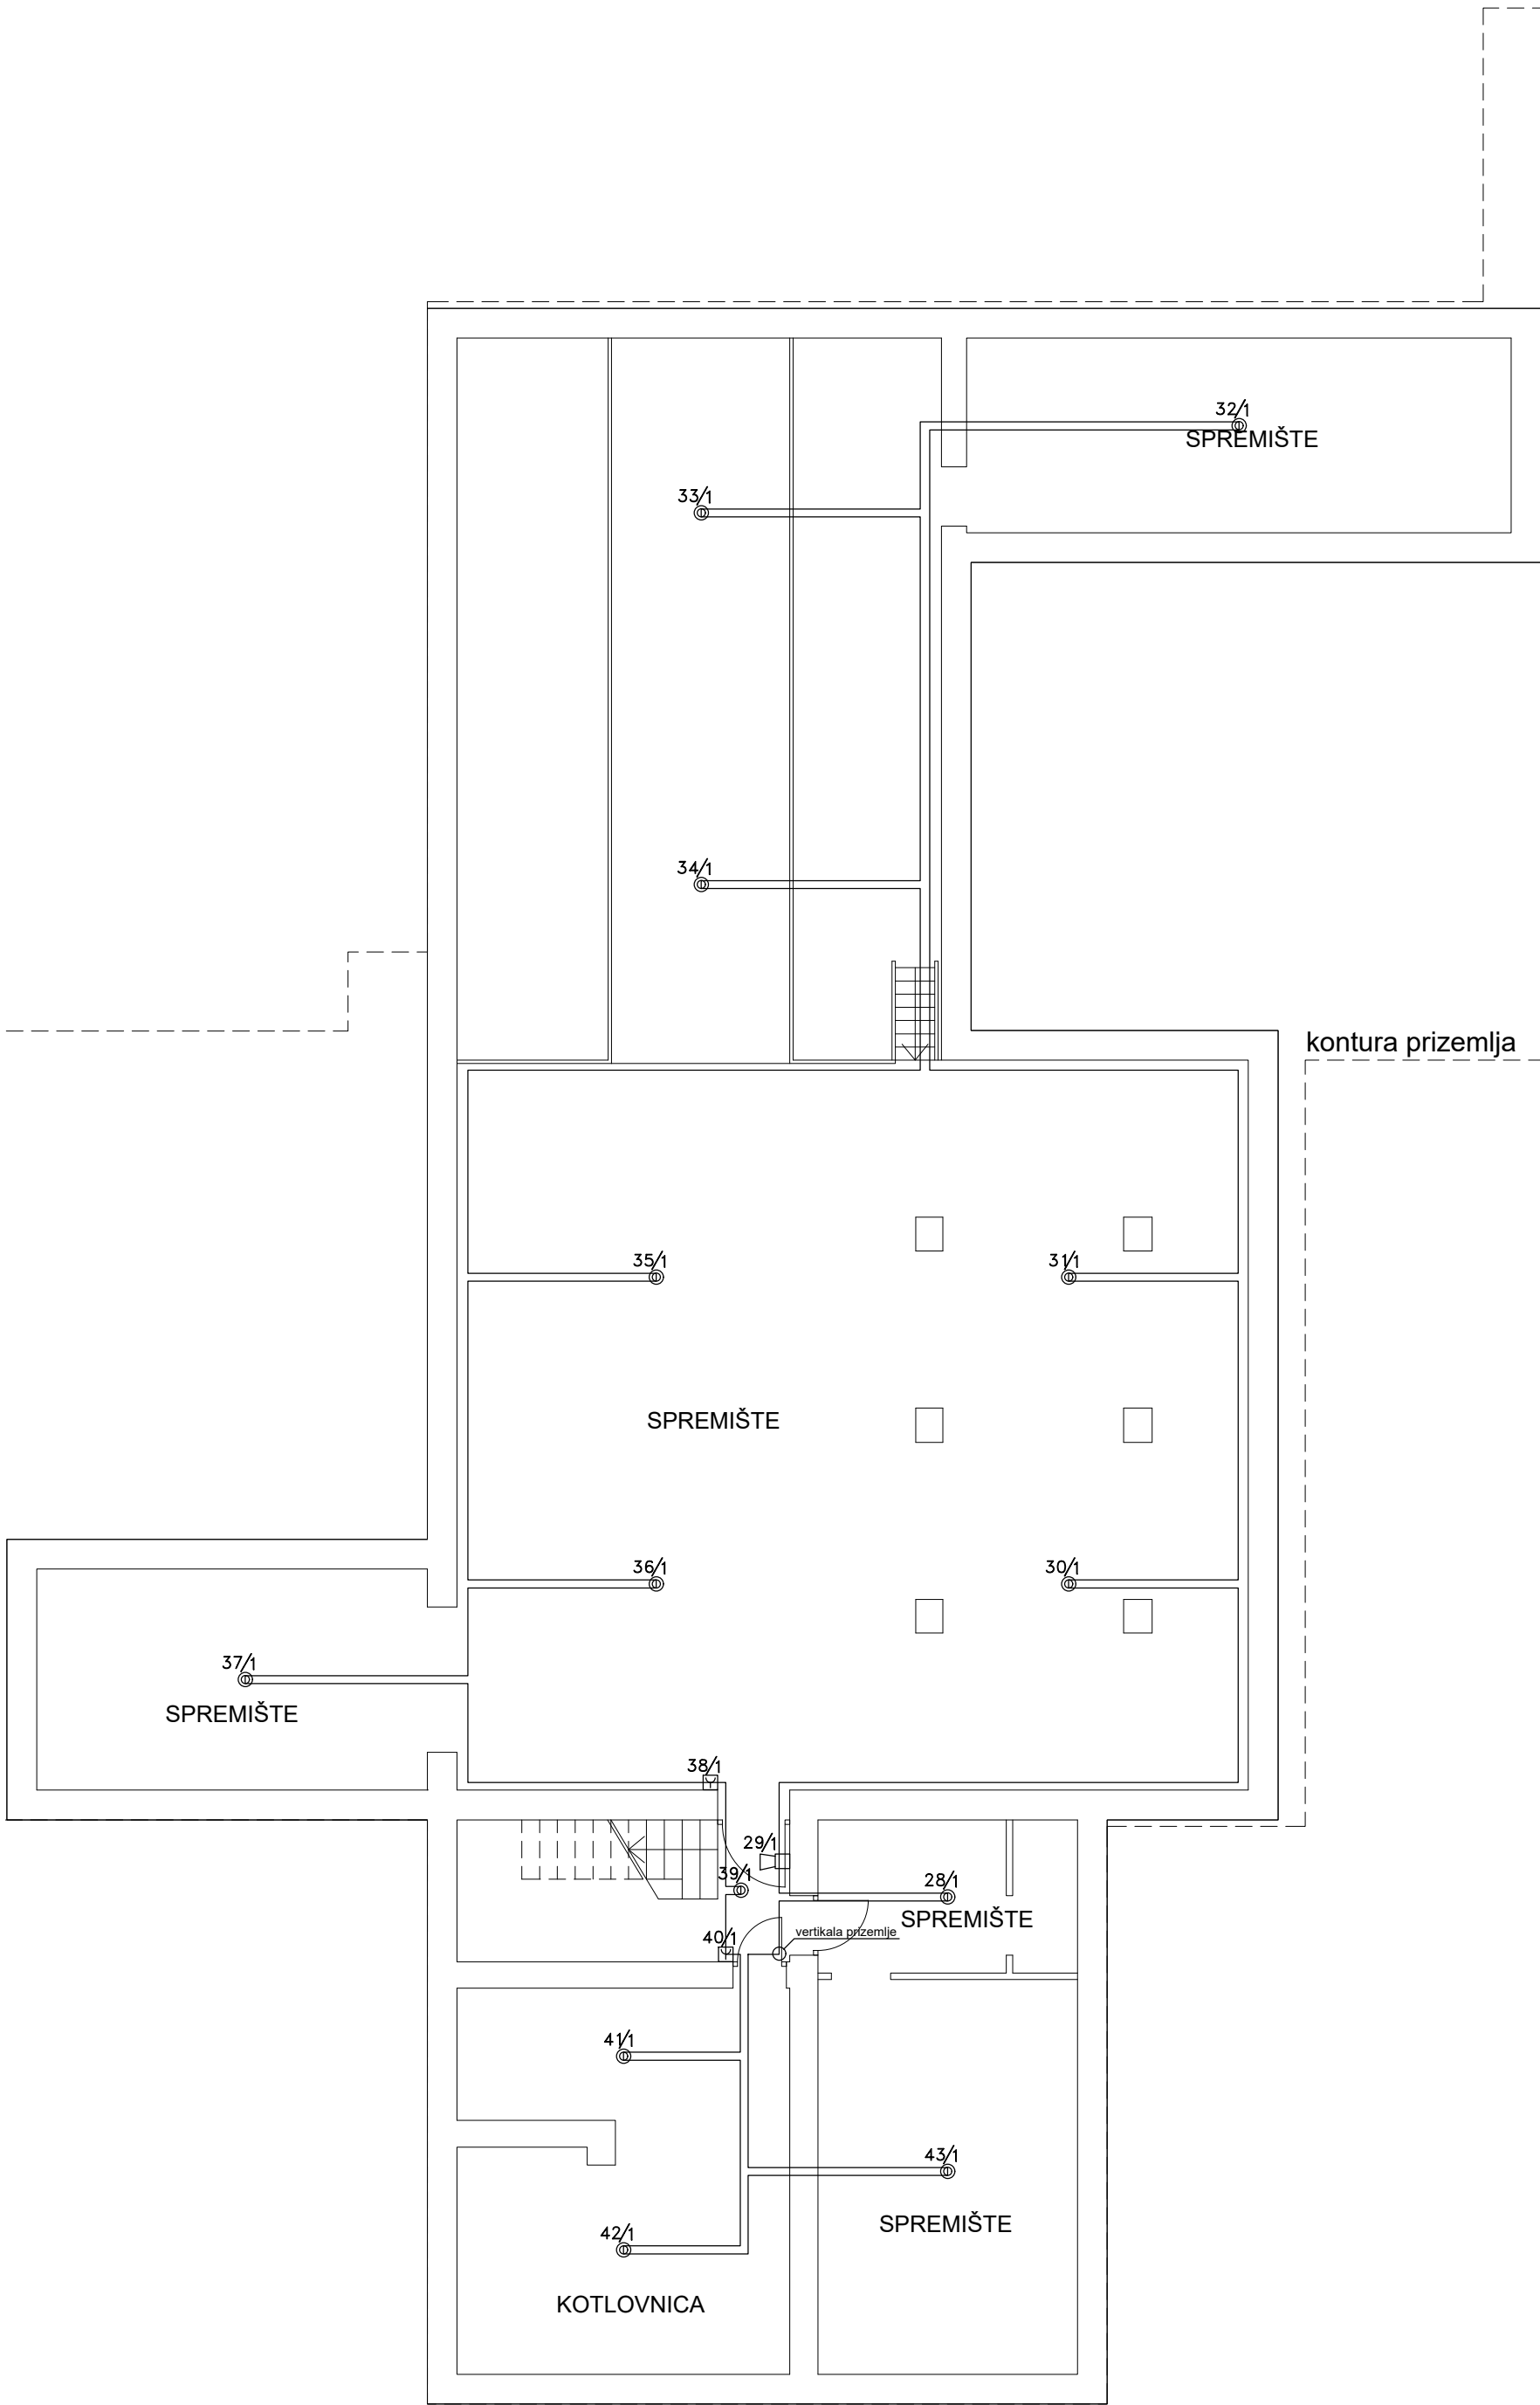 32/1
SPREMIŠTE
33/1
34/1
kontura prizemlja
35/1
31/1
SPREMIŠTE
36/1
30/1
37/1
SPREMIŠTE
38/1
29/1
39/1
28/1
SPREMIŠTE
40/1
vertikala prizemlje
41/1
43/1
SPREMIŠTE
42/1
KOTLOVNICA